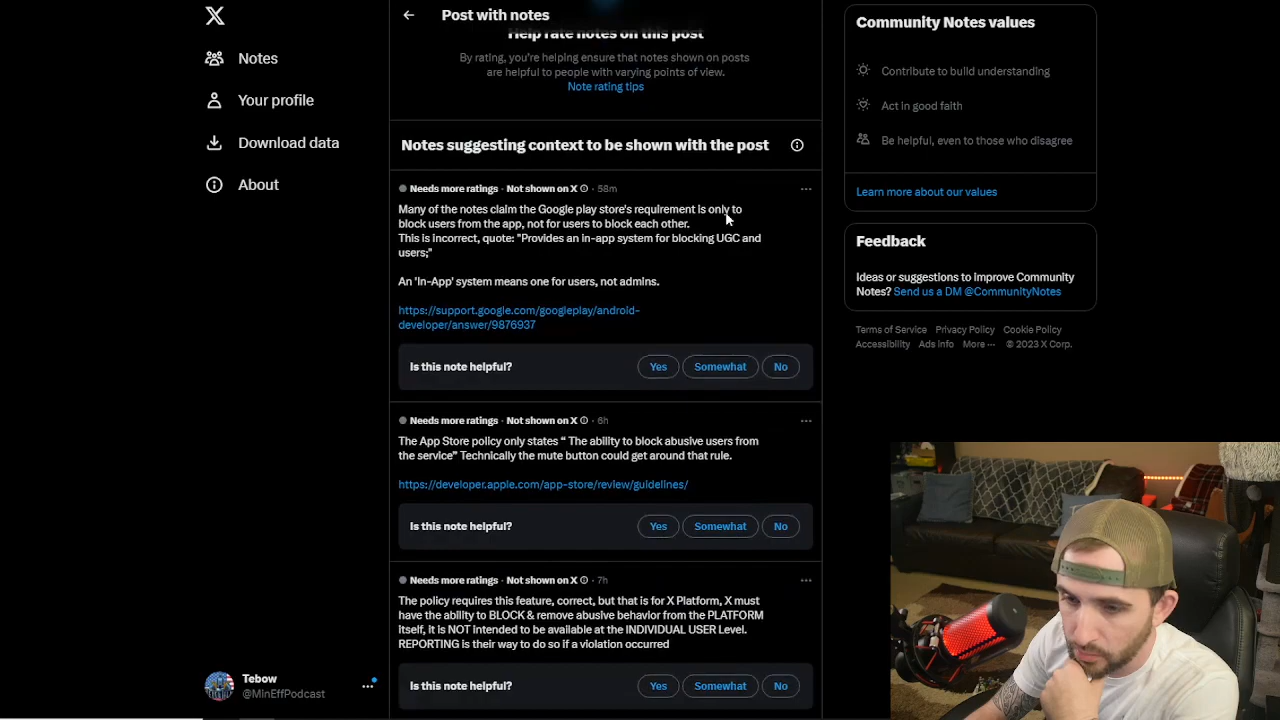 Post with notes
Help rate notes on this post
By rating, you're helping ensure that notes shown on posts
are helpful to people with varying points of view.
Note rating tips
Notes suggesting context to be shown with the post
Needs more ratings · Not shown on X · 58m
Many of the notes claim the Google play store's requirement is only to
block users from the app, not for users to block each other.
This is incorrect, quote: "Provides an in-app system for blocking UGC and
users;"
An 'In-App' system means one for users, not admins.
https://support.google.com/googleplay/android-
developer/answer/9876937
Is this note helpful? Yes Somewhat No
Needs more ratings · Not shown on X · 6h
The App Store policy only states “ The ability to block abusive users from
the service” Technically the mute button could get around that rule.
https://developer.apple.com/app-store/review/guidelines/
Is this note helpful? Yes Somewhat No
Needs more ratings · Not shown on X · 7h
The policy requires this feature, correct, but that is for X Platform, X must
have the ability to BLOCK & remove abusive behavior from the PLATFORM
Itself, it is NOT intended to be available at the INDIVIDUAL USER Level.
REPORTING is their way to do so if a violation occurred
Is this note helpful? Yes Somewhat No
X
Notes
Your profile
Download data
About
Tebow
@MinEffPodcast
Community Notes values
Contribute to build understanding
Act in good faith
Be helpful, even to those who disagree
Learn more about our values
Feedback
Ideas or suggestions to improve Community
Notes? Send us a DM @CommunityNotes
Terms of Service Privacy Policy Cookie Policy
Accessibility Ads info More ··· © 2023 X Corp.